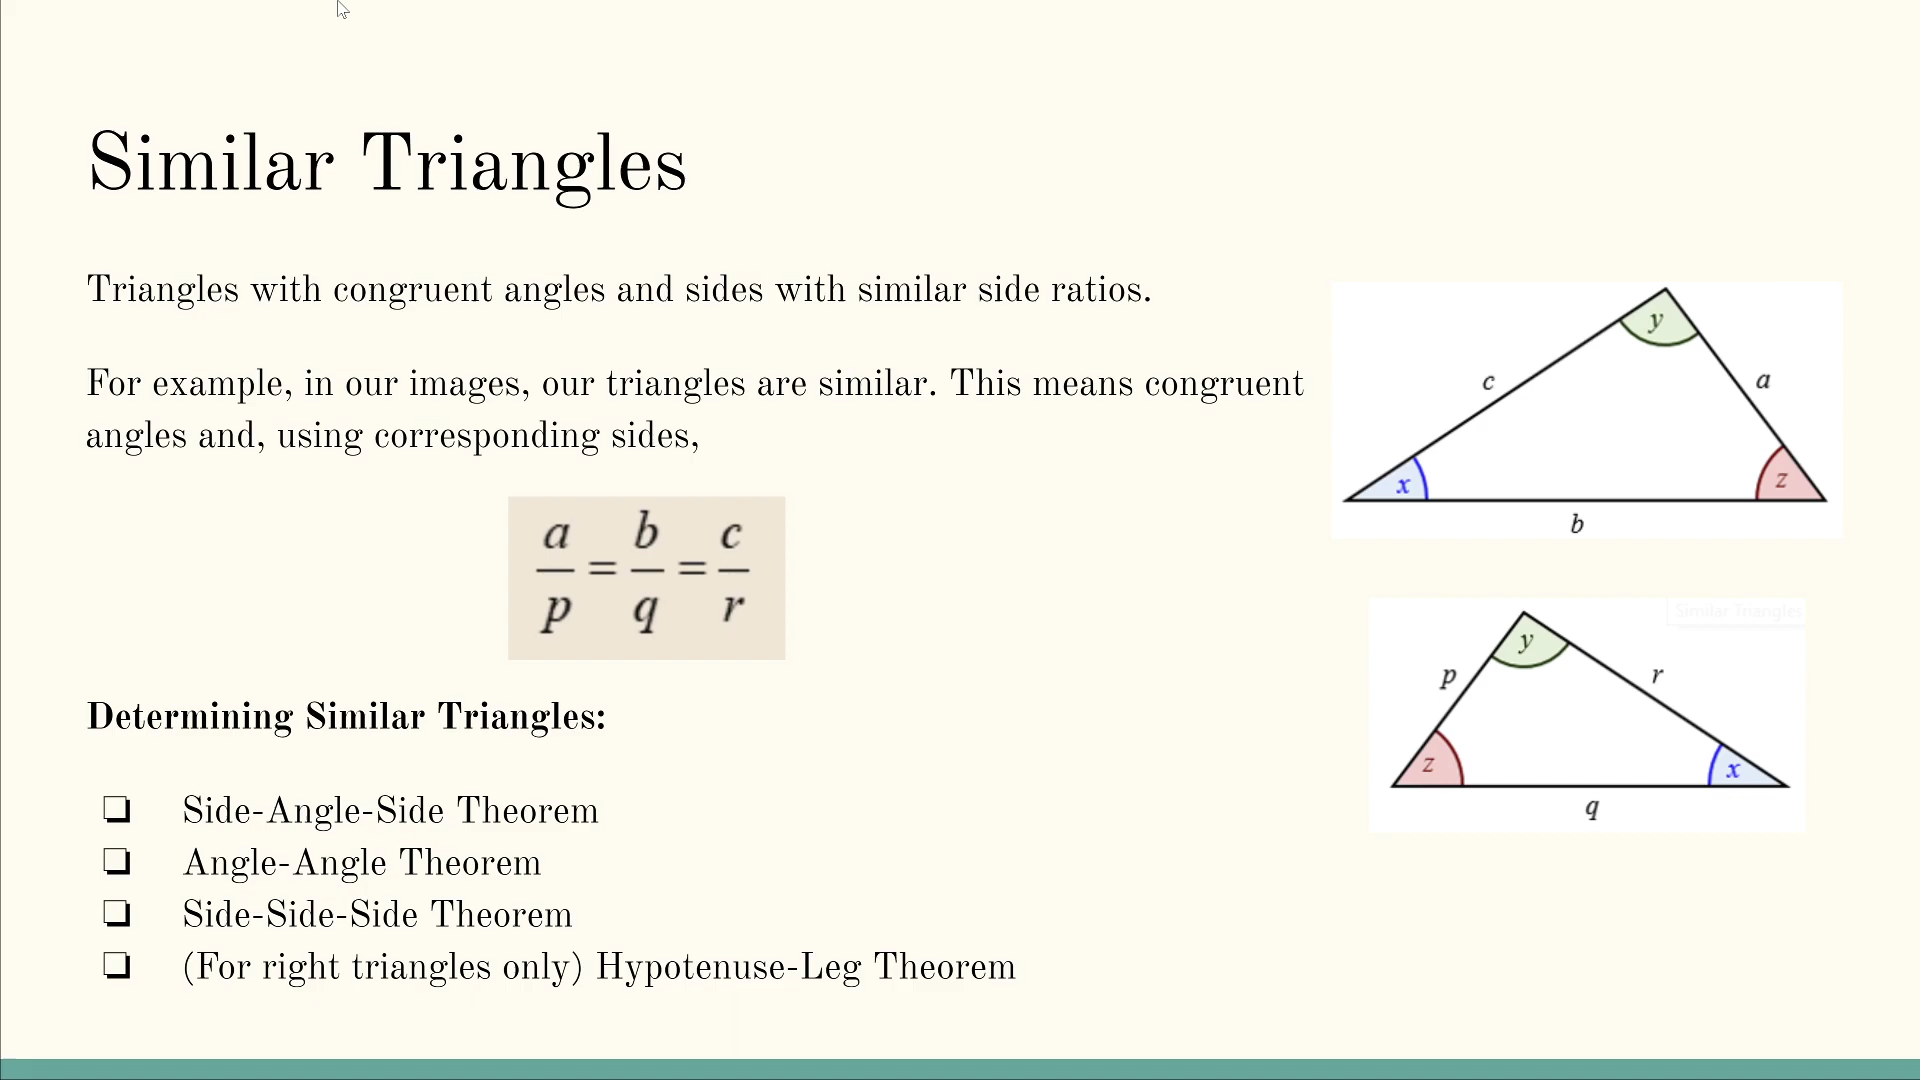 Similar Triangles
Triangles with congruent angles and sides with similar side ratios.
For example, in our images, our triangles are similar. This means congruent
angles and, using corresponding sides,
a/p = b/q = c/r
Determining Similar Triangles:
❏ Side-Angle-Side Theorem
❏ Angle-Angle Theorem
❏ Side-Side-Side Theorem
❏ (For right triangles only) Hypotenuse-Leg Theorem
y
c
a
x
z
b
Similar Triangles
y
p
r
z
x
q